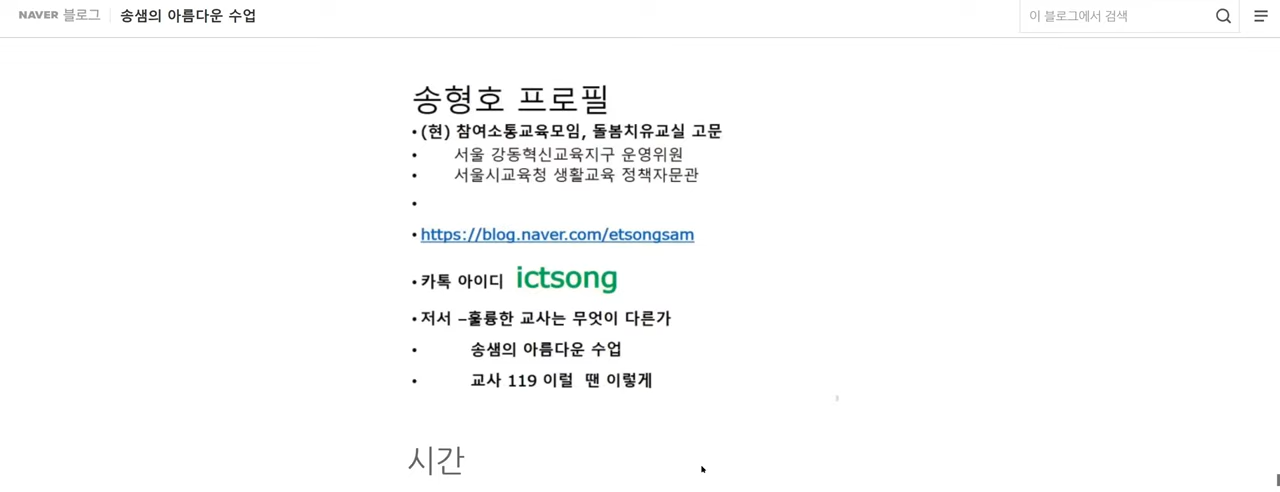 NAVER 블로그 송샘의 아름다운 수업
이 블로그에서 검색
송형호 프로필
• (현) 참여소통교육모임, 돌봄치유교실 고문
• 서울 강동혁신교육지구 운영위원
• 서울시교육청 생활교육 정책자문관
•
• https://blog.naver.com/etsongsam
• 카톡 아이디 ictsong
• 저서 –훌륭한 교사는 무엇이 다른가
• 송샘의 아름다운 수업
• 교사 119 이럴 땐 이렇게
3
시간